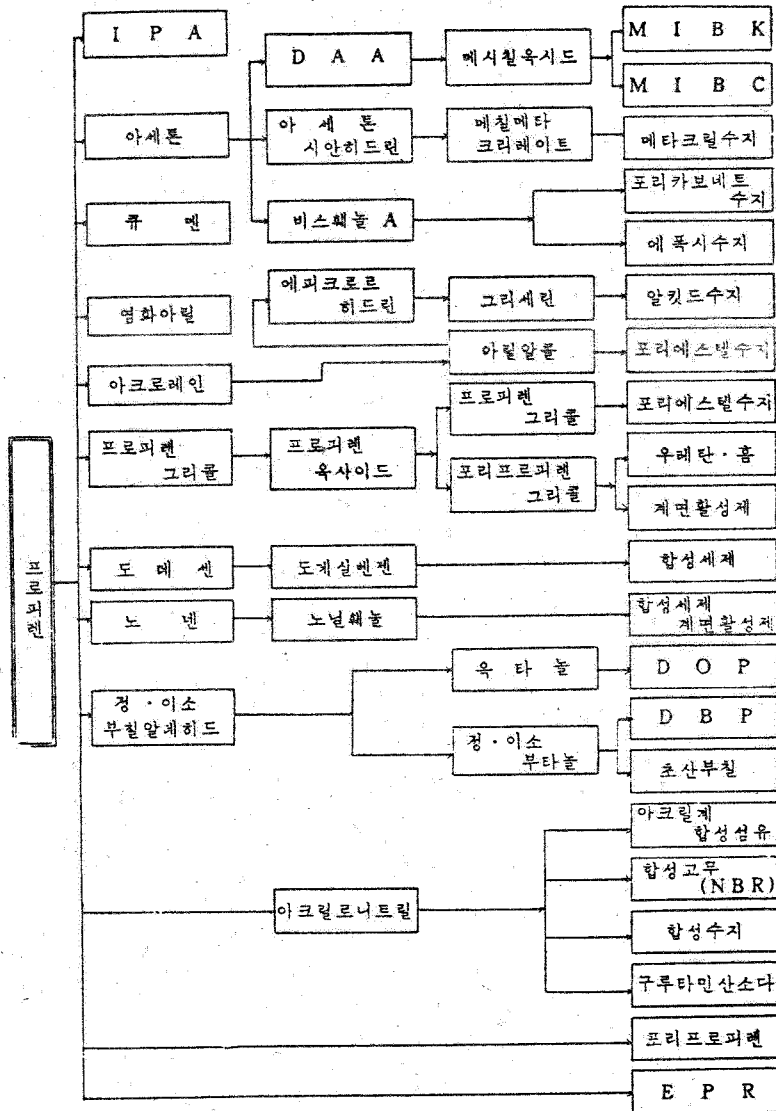 I P A
D A A
메시칠옥시드
M I B K
M I B C
아세톤
아 세 톤
시안히드린
메칠메타
크리레이트
메타크릴수지
포리카보네트
수지
큐 멘
비스훼놀 A
에폭시수지
염화아릴
에피크로르
히드린
그리세린
알킷드수지
아릴알콜
포리에스텔수지
아크로레인
프로피렌
그리콜
포리에스텔수지
프로피렌
그리콜
프로피렌
옥사이드
포리프로피렌
그리콜
우레탄·홈
계면활성제
프로피렌
도 데 센
도게실벤젠
합성세제
노 넨
노닐훼놀
합성세제
계면활성제
정·이소
부칠알게히드
옥 타 놀
D O P
정·이소
부타놀
D B P
초산부칠
아크릴로니트릴
아크릴계
합성섬유
합성고무
(NBR)
합성수지
구루타민산소다
포리프로피렌
E P R